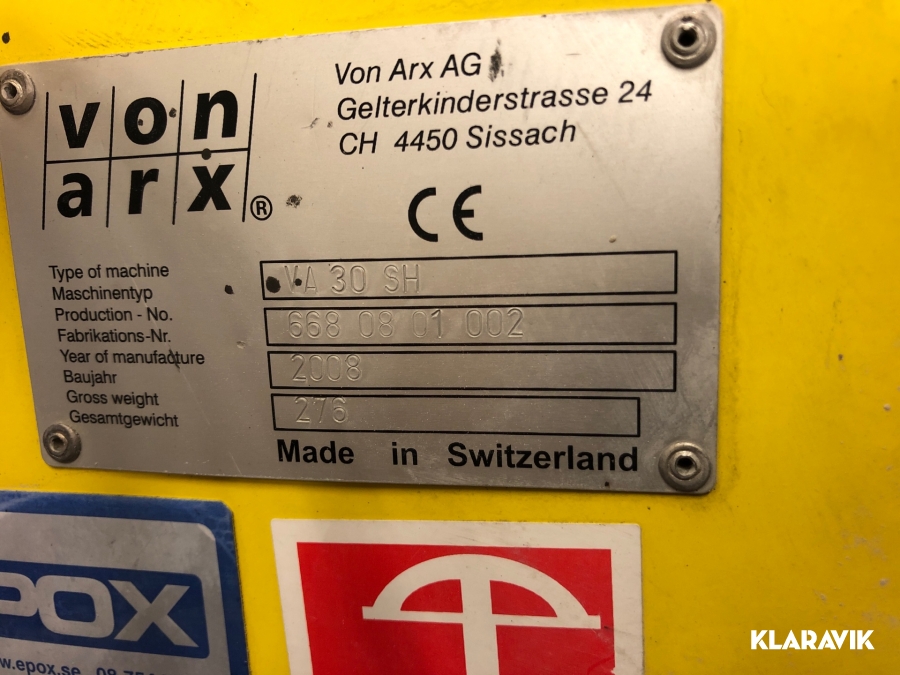 von
arx®
Von Arx AG
Gelterkinderstrasse 24
CH 4450 Sissach
CE
Type of machine
Maschinentyp
VA 30 SH
Production - No.
Fabrikations-Nr.
668 08 01 002
Year of manufacture
Baujahr
2008
Gross weight
Gesamtgewicht
276
Made in Switzerland
POX
w.epox.se
KLARAVIK